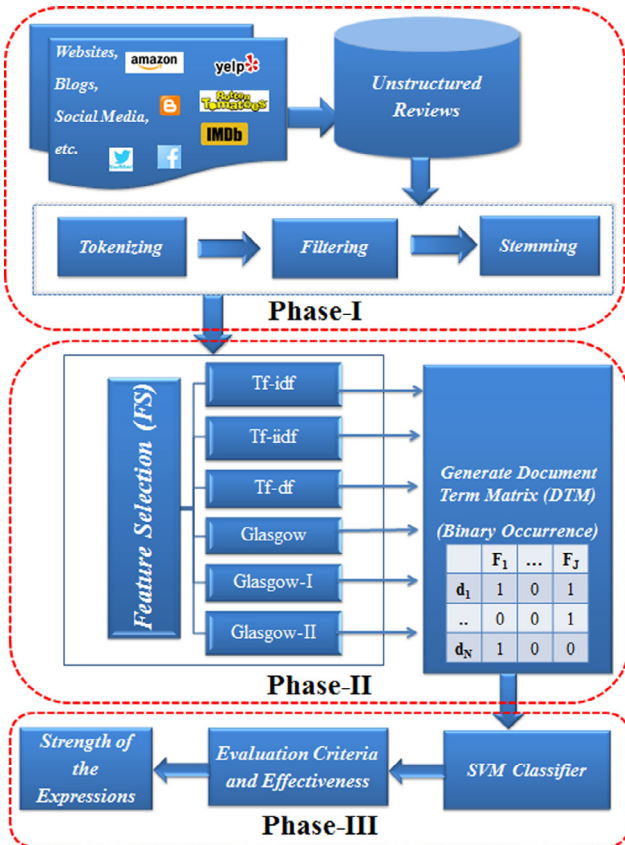 Websites,
amazon
yelp
Blogs,
Rotten
Tomatoes
Social Media,
IMDb
etc.
Unstructured
Reviews
Tokenizing
Filtering
Stemming
Phase-I
Feature Selection (FS)
Tf-idf
Tf-iidf
Tf-df
Glasgow
Glasgow-I
Glasgow-II
Generate Document
Term Matrix (DTM)
(Binary Occurrence)
F1 ... FJ
d1 1 0 1
.. 0 0 1
dN 1 0 0
Phase-II
Strength of
the
Expressions
Evaluation Criteria
and Effectiveness
SVM Classifier
Phase-III